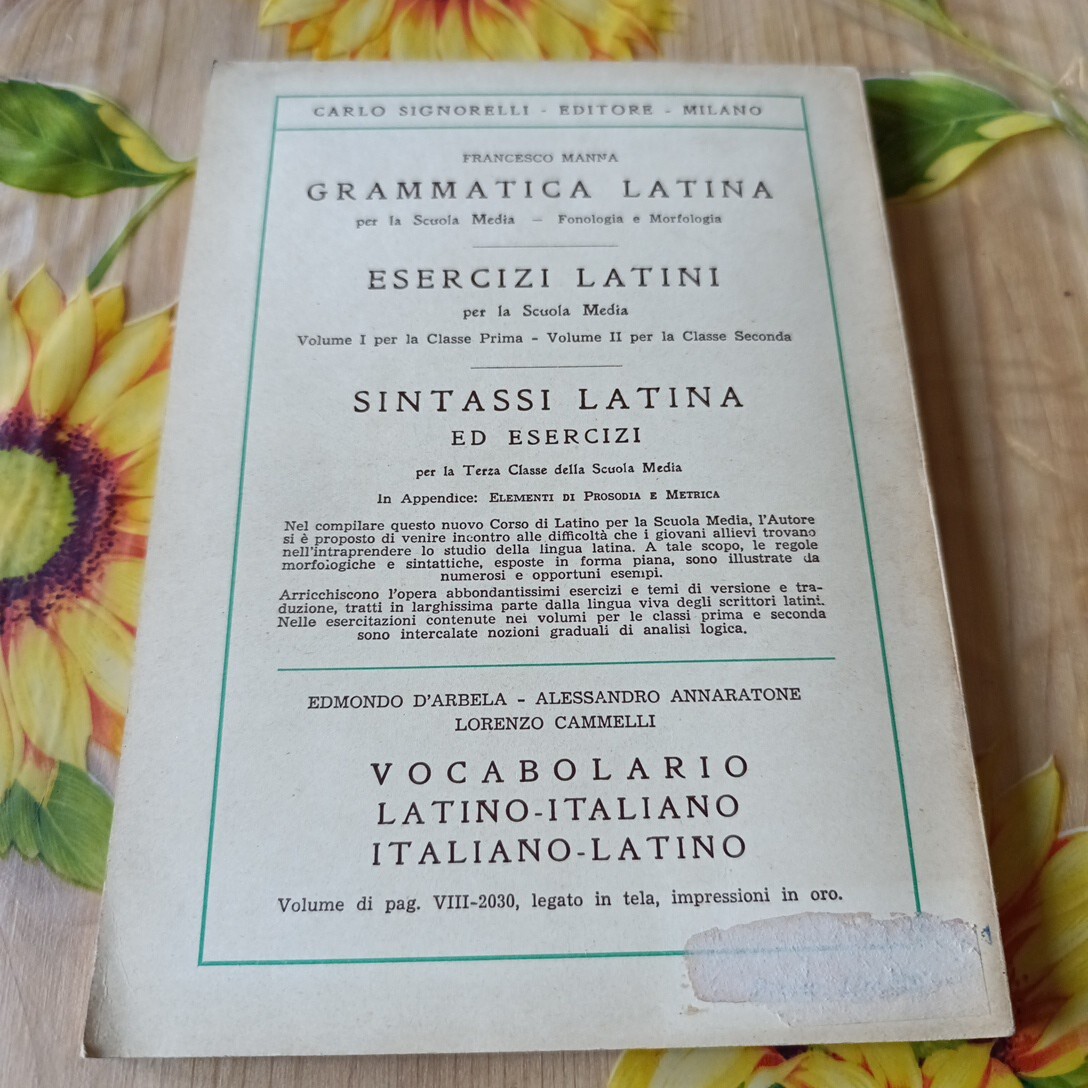 CARLO SIGNORELLI - EDITORE - MILANO
FRANCESCO MANNA
GRAMMATICA LATINA
per la Scuola Media — Fonologia e Morfologia
ESERCIZI LATINI
per la Scuola Media
Volume I per la Classe Prima - Volume II per la Classe Seconda
SINTASSI LATINA
ED ESERCIZI
per la Terza Classe della Scuola Media
In Appendice: ELEMENTI DI PROSODIA E METRICA
Nel compilare questo nuovo Corso di Latino per la Scuola Media, l'Autore
si è proposto di venire incontro alle difficoltà che i giovani allievi trovano
nell'intraprendere lo studio della lingua latina. A tale scopo, le regole
morfologiche e sintattiche, esposte in forma piana, sono illustrate da
numerosi e opportuni esempi.
Arricchiscono l'opera abbondantissimi esercizi e temi di versione e tra-
duzione, tratti in larghissima parte dalla lingua viva degli scrittori latini.
Nelle esercitazioni contenute nei volumi per le classi prima e seconda
sono intercalate nozioni graduali di analisi logica.
EDMONDO D'ARBELA - ALESSANDRO ANNARATONE
LORENZO CAMMELLI
VOCABOLARIO
LATINO-ITALIANO
ITALIANO-LATINO
Volume di pag. VIII-2030, legato in tela, impressioni in oro.